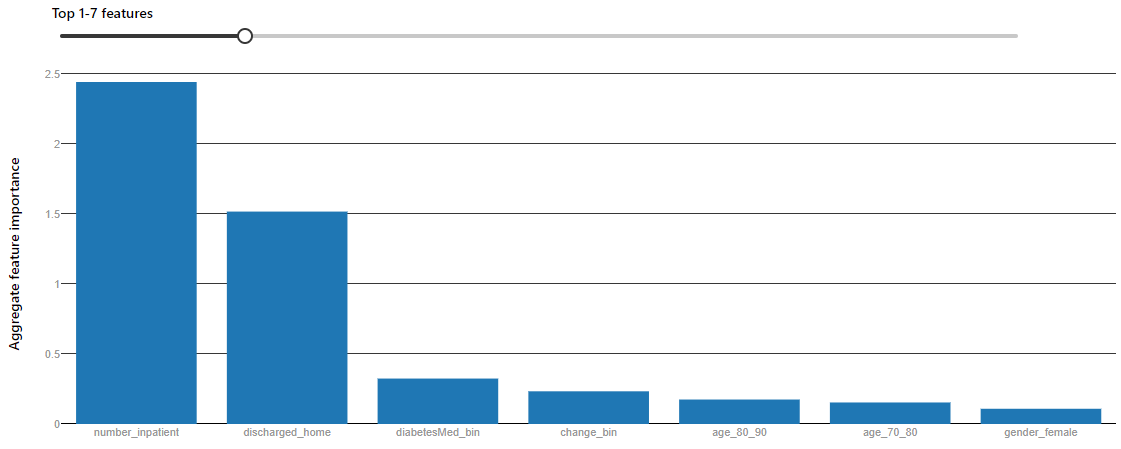 Top 1-7 features
Aggregate feature importance
2.5
2
1.5
1
0.5
0
number_inpatient discharged_home diabetesMed_bin change_bin age_80_90 age_70_80 gender_female